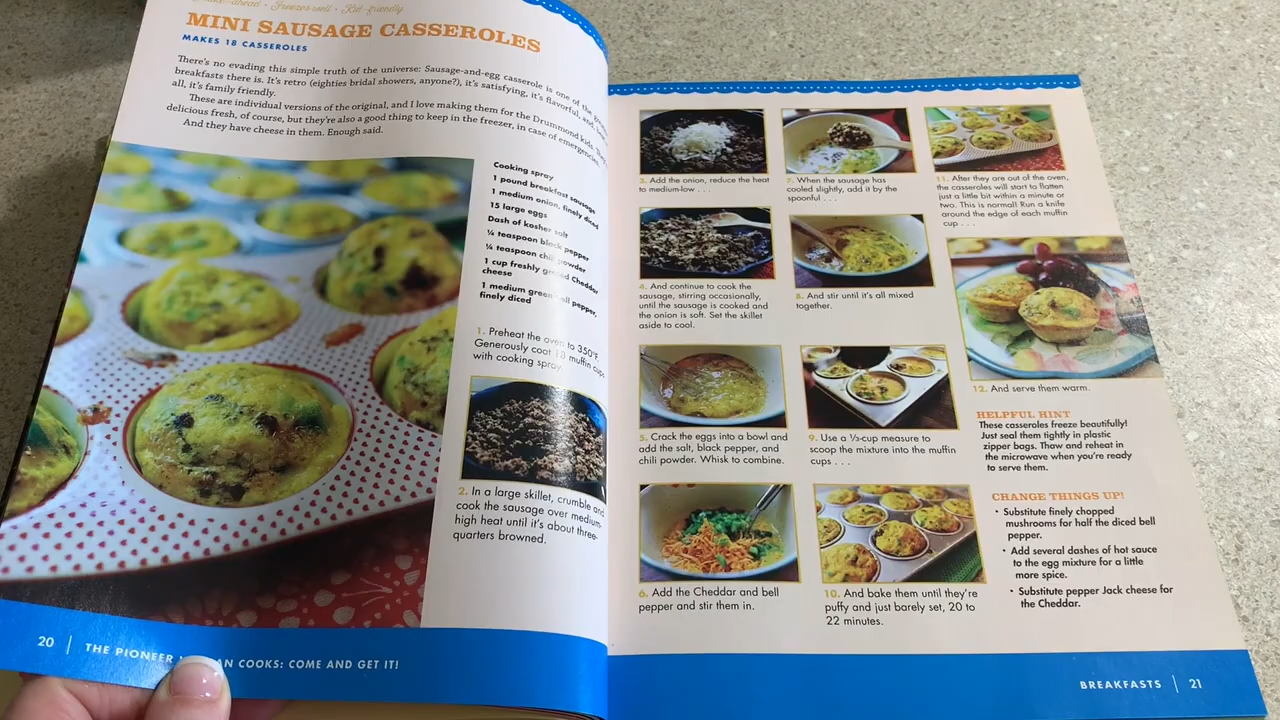 Make-ahead · Freezes well · Kid-friendly
MINI SAUSAGE CASSEROLES
MAKES 18 CASSEROLES
There's no evading this simple truth of the universe: Sausage-and-egg casserole is one of the
breakfasts there is. It's retro (eighties bridal showers, anyone?), it's satisfying, it's flavorful, and,
all, it's family friendly.
These are individual versions of the original, and I love making them for the Drummond kids.
delicious fresh, of course, but they're also a good thing to keep in the freezer, in case of emergencies.
And they have cheese in them. Enough said.
Cooking spray
1 pound breakfast sausage
1 medium onion, finely diced
15 large eggs
Dash of kosher salt
¼ teaspoon black pepper
¼ teaspoon chili powder
1 cup freshly grated Cheddar
cheese
1 medium green bell pepper,
finely diced
1. Preheat the oven to 350°F.
Generously coat 18 muffin cups
with cooking spray.
2. In a large skillet, crumble and
cook the sausage over medium-
high heat until it's about three-
quarters browned.
20 | THE PIONEER WOMAN COOKS: COME AND GET IT!
3. Add the onion, reduce the heat
to medium-low . . .
4. And continue to cook the
sausage, stirring occasionally,
until the sausage is cooked and
the onion is soft. Set the skillet
aside to cool.
5. Crack the eggs into a bowl and
add the salt, black pepper, and
chili powder. Whisk to combine.
6. Add the Cheddar and bell
pepper and stir them in.
7. When the sausage has
cooled slightly, add it by the
spoonful . . .
8. And stir until it's all mixed
together.
9. Use a ⅓-cup measure to
scoop the mixture into the muffin
cups . . .
10. And bake them until they're
puffy and just barely set, 20 to
22 minutes.
11. After they are out of the oven,
the casseroles will start to flatten
just a little bit within a minute or
two. This is normal! Run a knife
around the edge of each muffin
cup . . .
12. And serve them warm.
HELPFUL HINT
These casseroles freeze beautifully!
Just seal them tightly in plastic
zipper bags. Thaw and reheat in
the microwave when you're ready
to serve them.
CHANGE THINGS UP!
• Substitute finely chopped
mushrooms for half the diced bell
pepper.
• Add several dashes of hot sauce
to the egg mixture for a little
more spice.
• Substitute pepper Jack cheese for
the Cheddar.
BREAKFASTS | 21